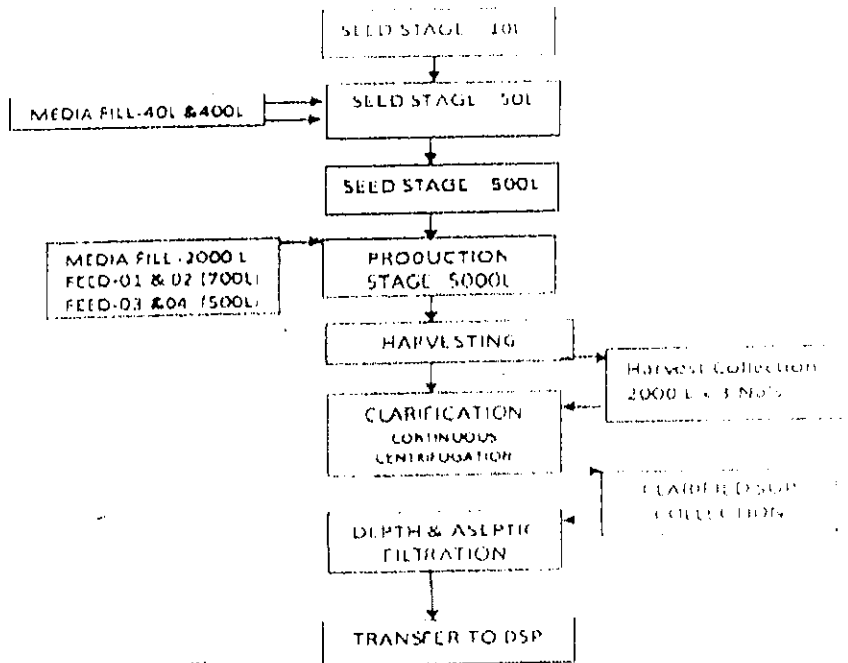 SEED STAGE 10L
MEDIA FILL-40L &400L
SEED STAGE 50L
SEED STAGE 500L
MEDIA FILL -2000 L
FEED-01 & 02 (700L)
FEED-03 &04 (500L)
PRODUCTION
STAGE 5000L
HARVESTING
Harvest Collection
2000 L x 3 No's
CLARIFICATION
CONTINUOUS
CENTRIFUGATION
CLARIFIED SUP
COLLECTION
DEPTH & ASEPTIC
FILTRATION
TRANSFER TO DSP